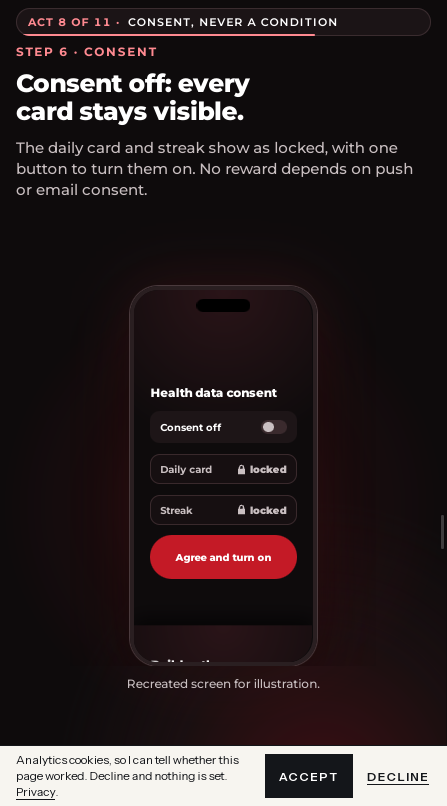 ACT 8 OF 11 · CONSENT, NEVER A CONDITION
STEP 6 · CONSENT
Consent off: every
card stays visible.
The daily card and streak show as locked, with one
button to turn them on. No reward depends on push
or email consent.
Health data consent
Consent off
Daily card locked
Streak locked
Agree and turn on
Recreated screen for illustration.
Analytics cookies, so I can tell whether this
page worked. Decline and nothing is set.
Privacy.
ACCEPT
DECLINE